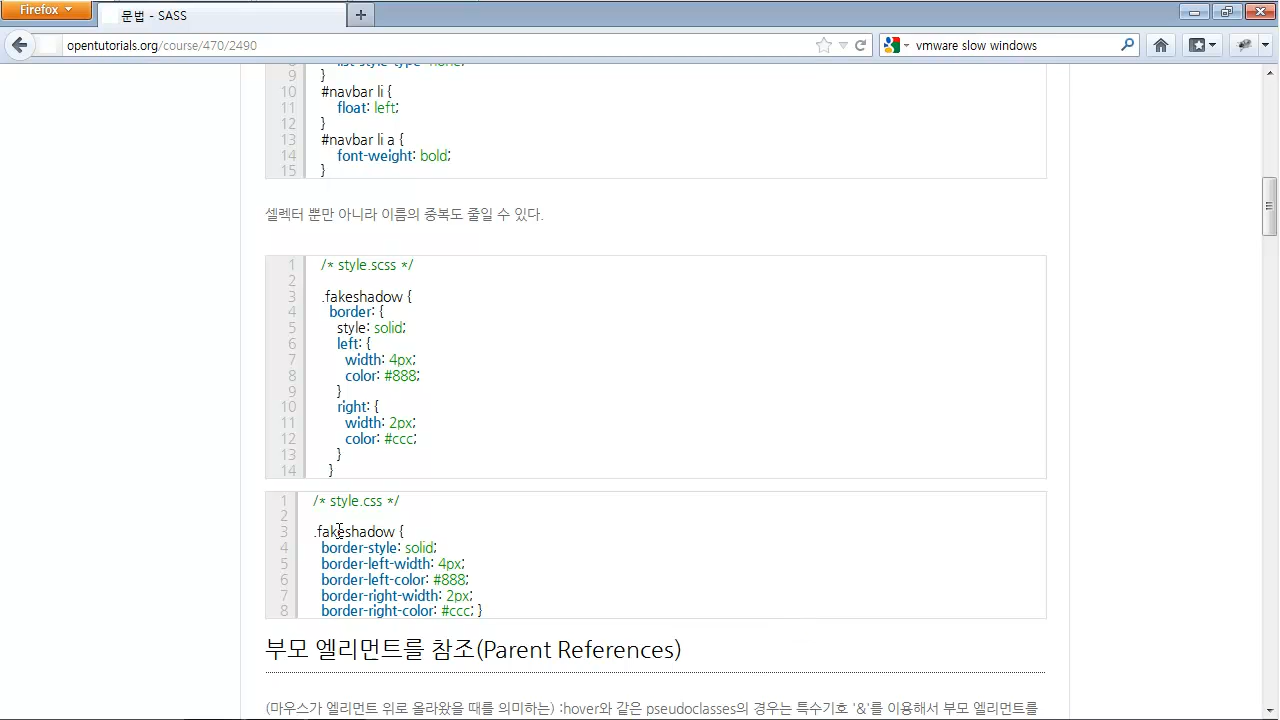 Firefox
문법 - SASS
opentutorials.org/course/470/2490
vmware slow windows
8 list-style-type: none;
9 }
10 #navbar li {
11 float: left;
12 }
13 #navbar li a {
14 font-weight: bold;
15 }
셀렉터 뿐만 아니라 이름의 중복도 줄일 수 있다.
1 /* style.scss */
2
3 .fakeshadow {
4 border: {
5 style: solid;
6 left: {
7 width: 4px;
8 color: #888;
9 }
10 right: {
11 width: 2px;
12 color: #ccc;
13 }
14 }
1 /* style.css */
2
3 .fakeshadow {
4 border-style: solid;
5 border-left-width: 4px;
6 border-left-color: #888;
7 border-right-width: 2px;
8 border-right-color: #ccc; }
부모 엘리먼트를 참조(Parent References)
(마우스가 엘리먼트 위로 올라왔을 때를 의미하는) :hover와 같은 pseudoclasses의 경우는 특수기호 '&'를 이용해서 부모 엘리먼트를